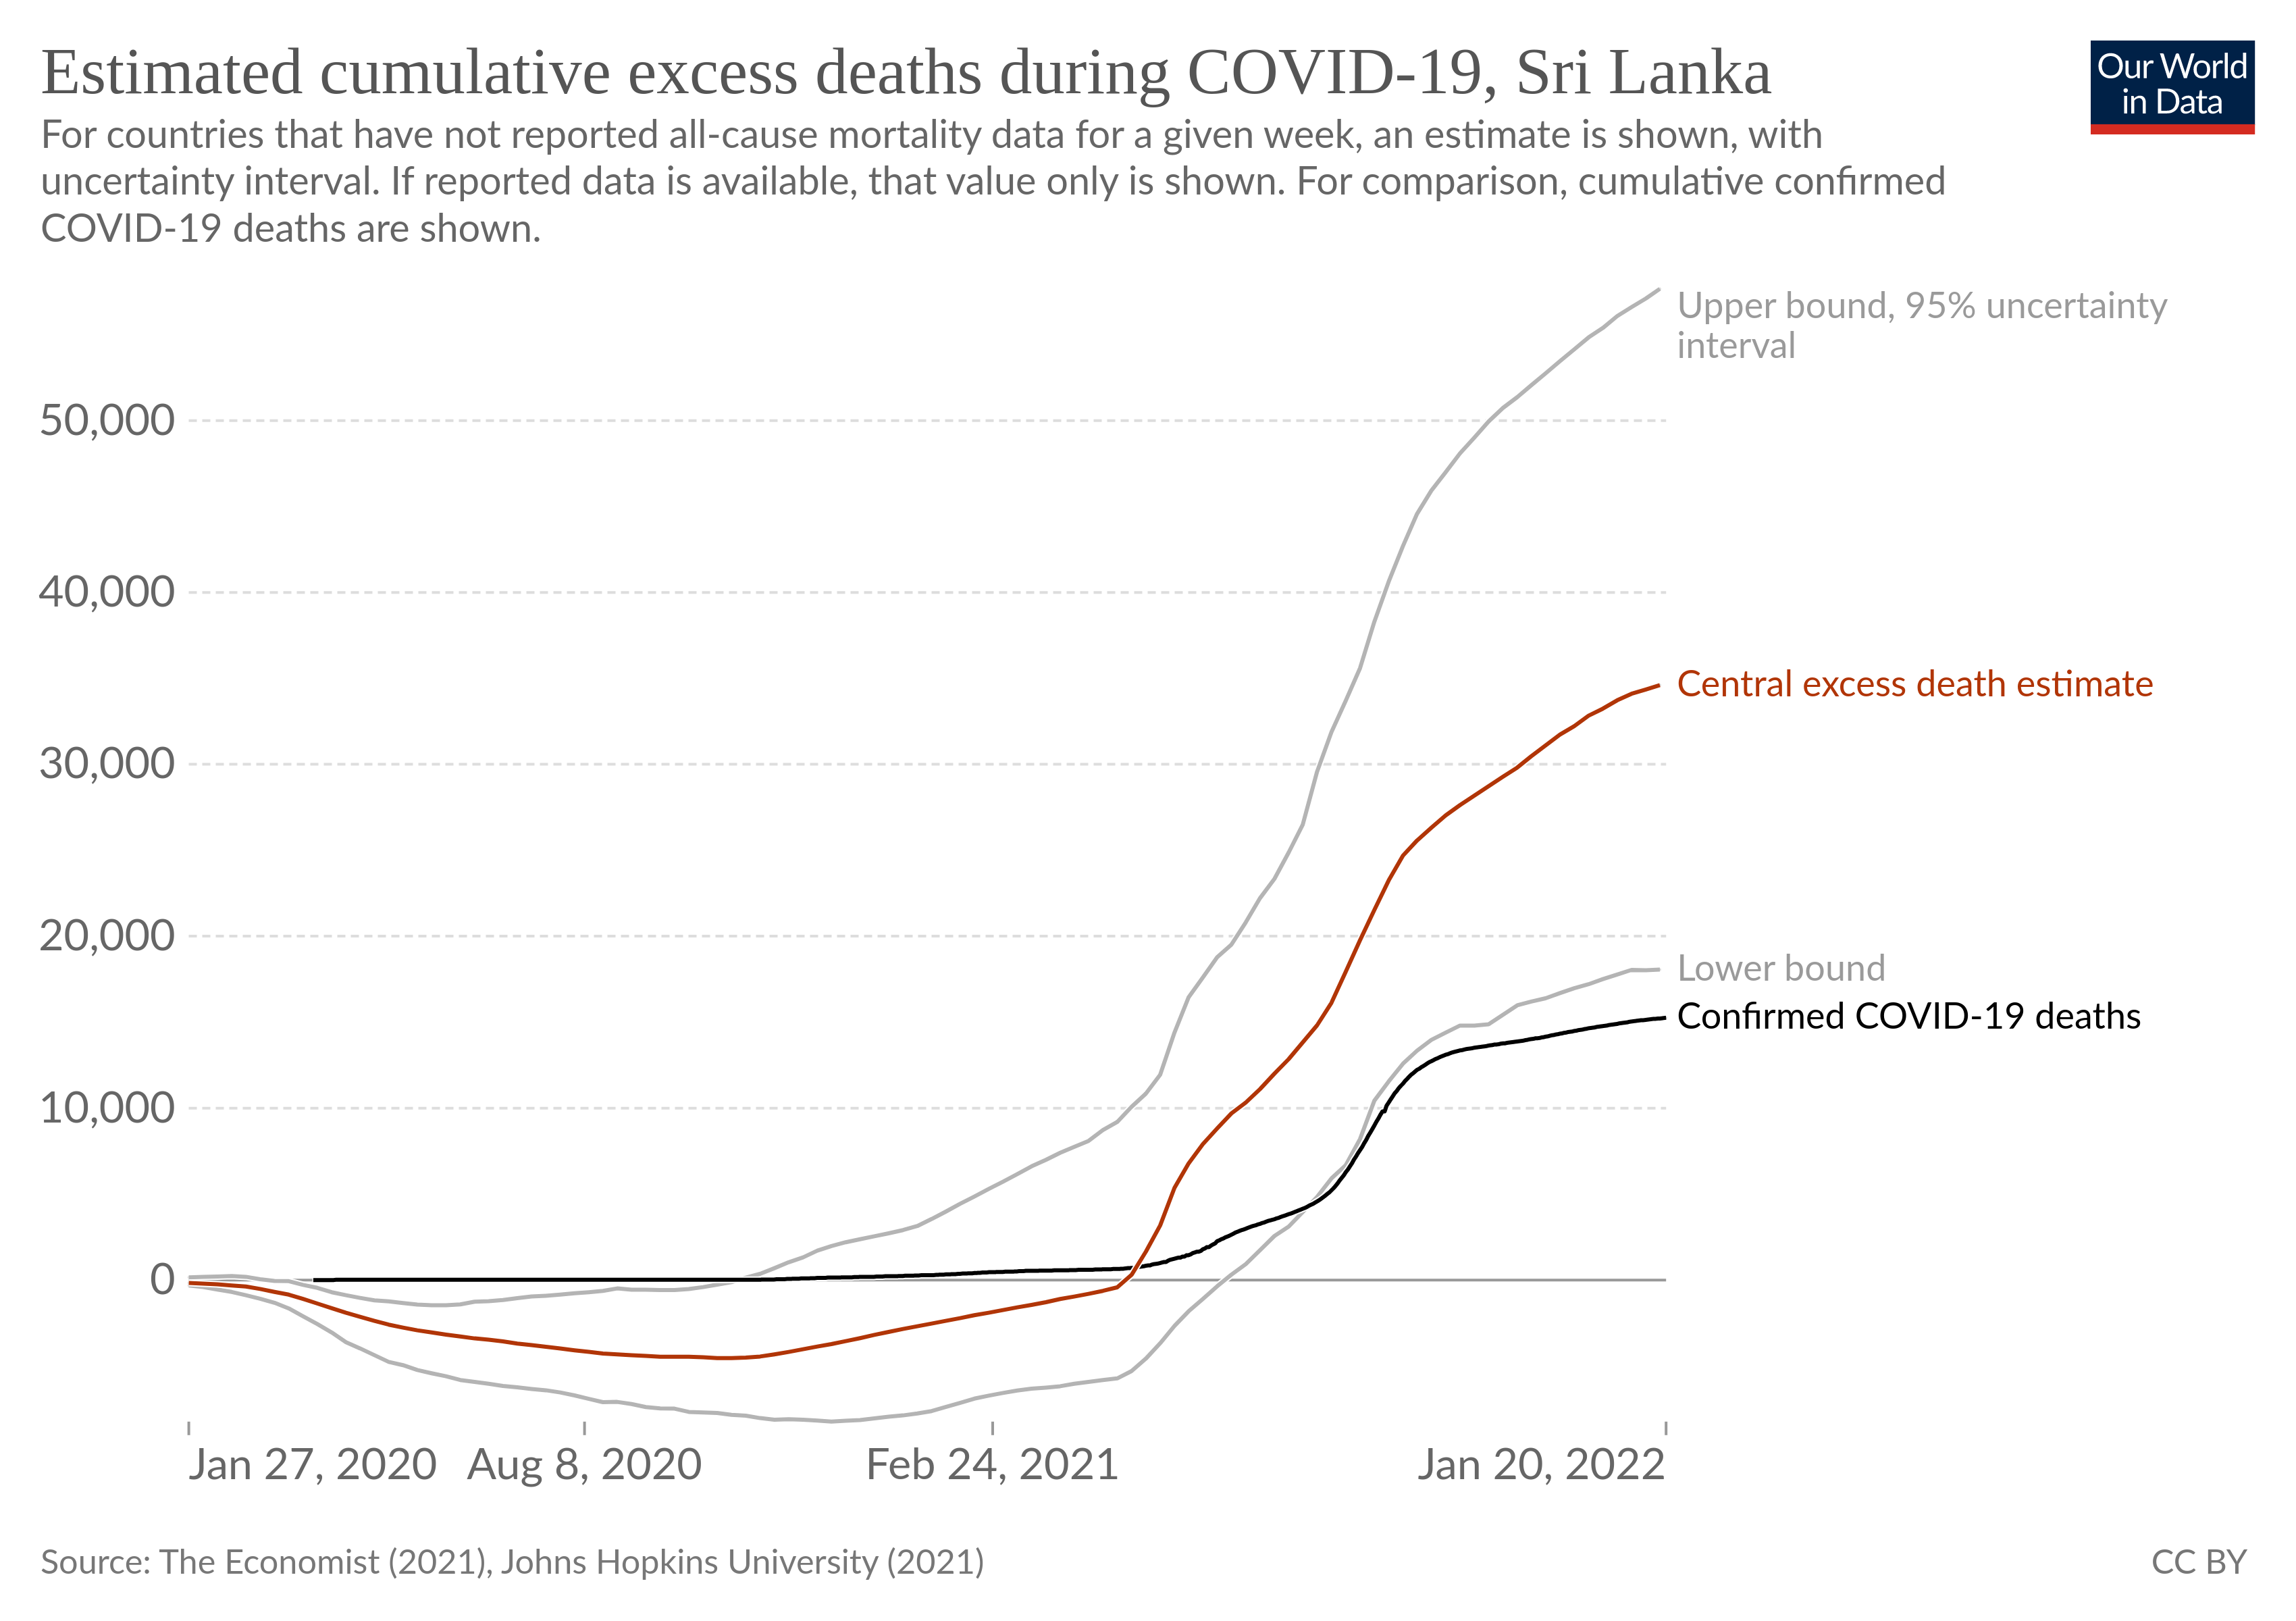 Estimated cumulative excess deaths during COVID-19, Sri Lanka
Our World
in Data
For countries that have not reported all-cause mortality data for a given week, an estimate is shown, with
uncertainty interval. If reported data is available, that value only is shown. For comparison, cumulative confirmed
COVID-19 deaths are shown.
Upper bound, 95% uncertainty
interval
50,000
40,000
Central excess death estimate
30,000
20,000
Lower bound
Confirmed COVID-19 deaths
10,000
0
Jan 27, 2020
Aug 8, 2020
Feb 24, 2021
Jan 20, 2022
Source: The Economist (2021), Johns Hopkins University (2021)
CC BY